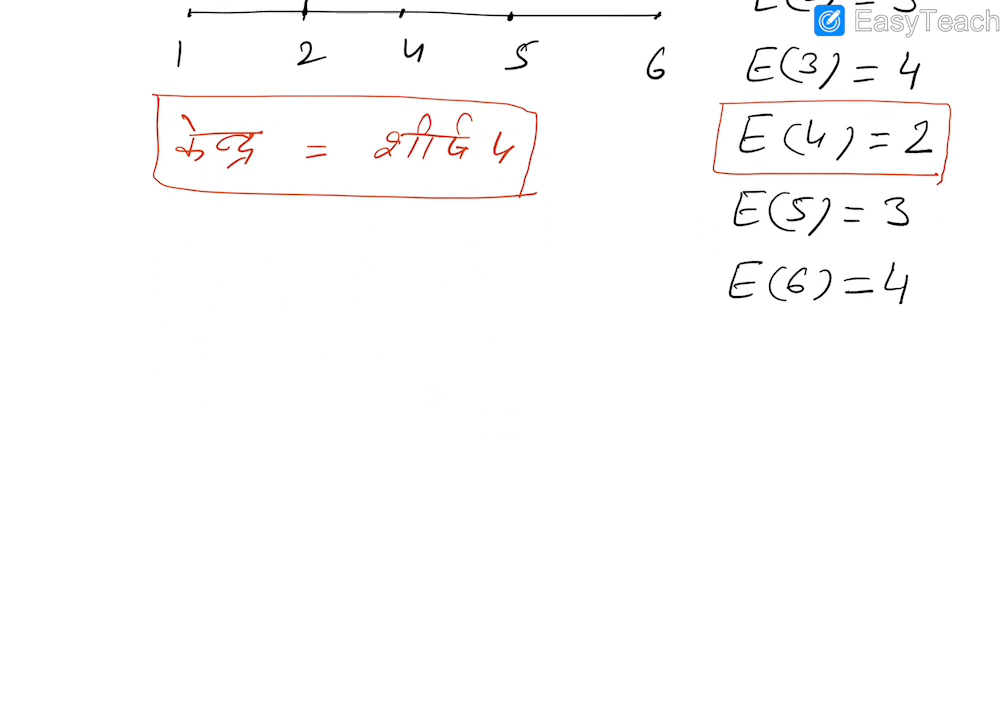 EasyTeach
1 2 4 5 6
E(3) = 4
केन्द्र = शीर्ष 4
E(4) = 2
E(5) = 3
E(6) = 4